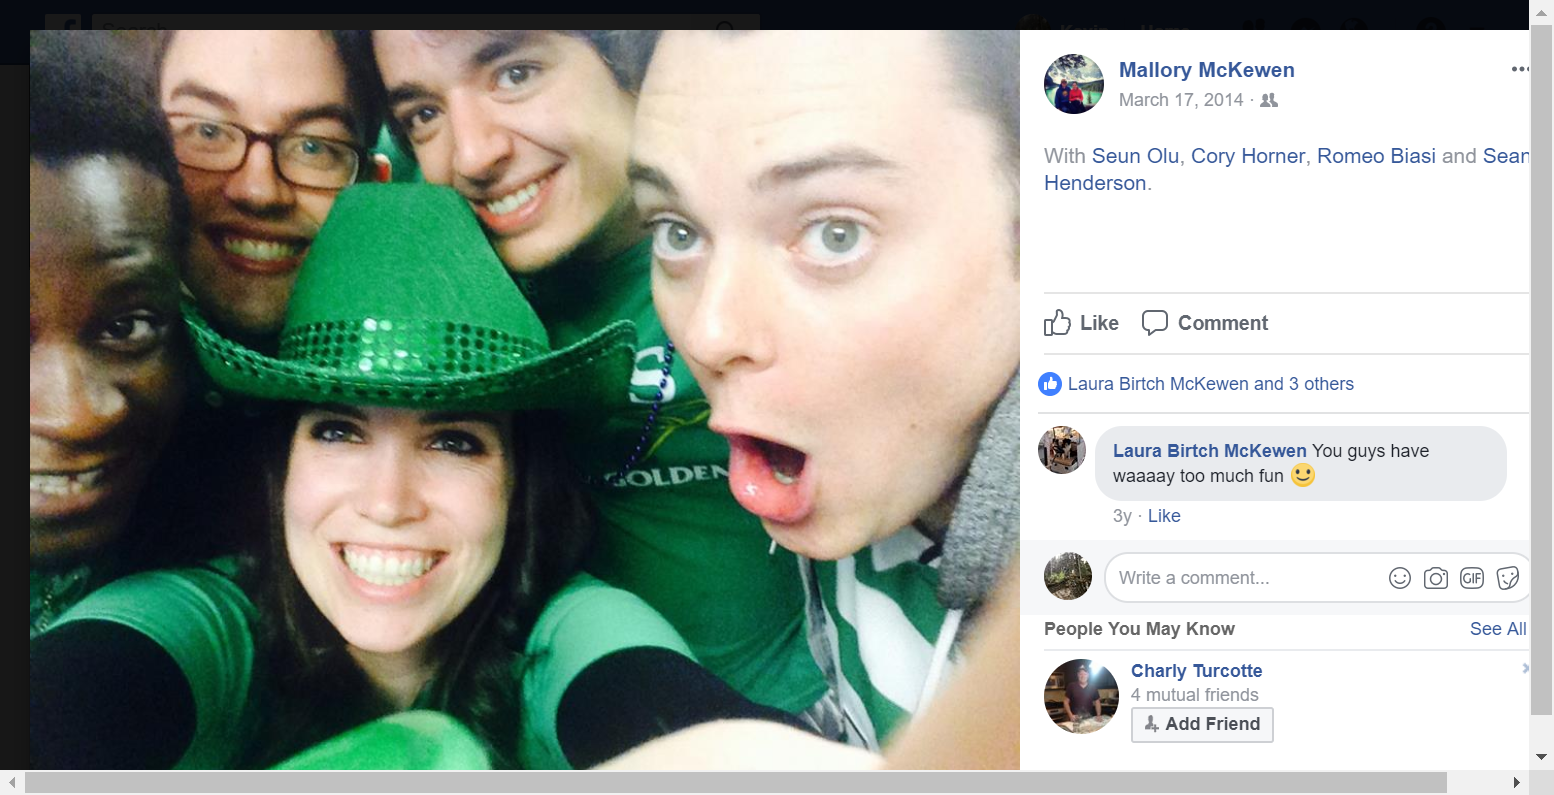 Search
Mallory McKewen
March 17, 2014 ·
With Seun Olu, Cory Horner, Romeo Biasi and Sean
Henderson.
Like Comment
Laura Birtch McKewen and 3 others
Laura Birtch McKewen You guys have
waaaay too much fun
3y · Like
Write a comment...
GIF
People You May Know
See All
Charly Turcotte
4 mutual friends
Add Friend
S
GOLDEN